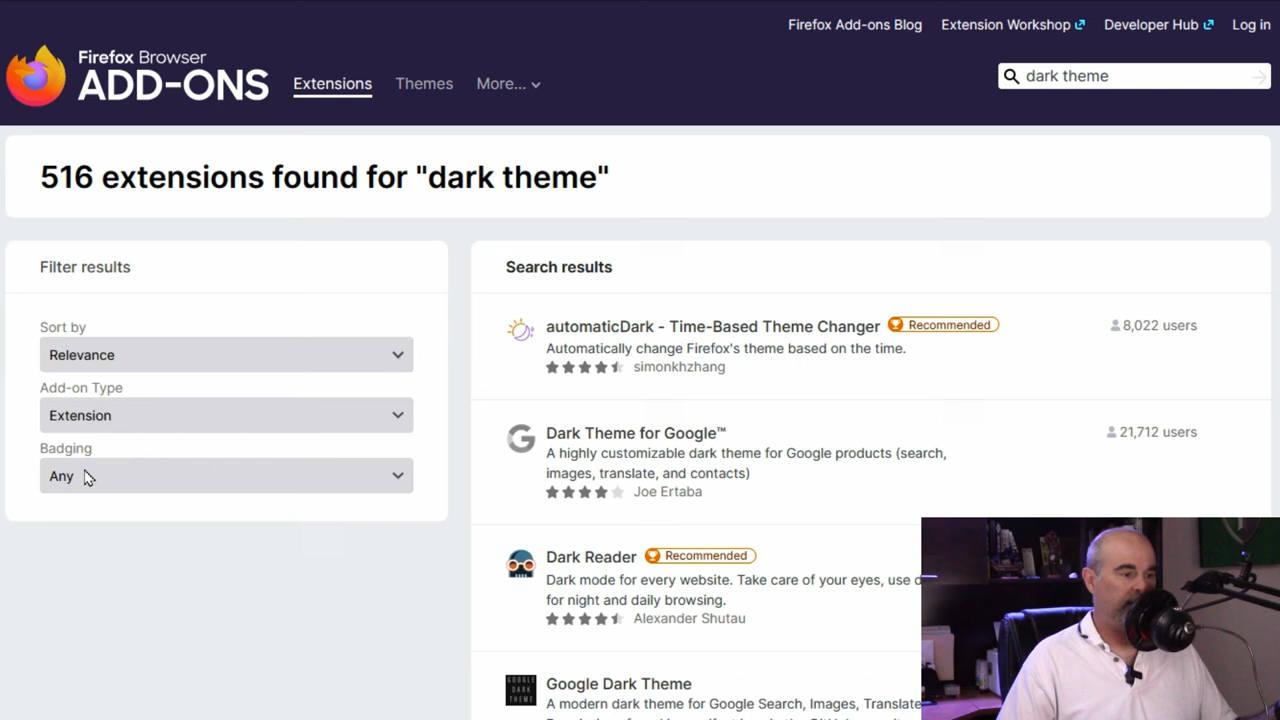 Firefox Add-ons Blog Extension Workshop Developer Hub Log in
Firefox Browser
ADD-ONS
Extensions Themes More...
dark theme
516 extensions found for "dark theme"
Filter results
Sort by
Relevance
Add-on Type
Extension
Badging
Any
Search results
automaticDark - Time-Based Theme Changer Recommended 8,022 users
Automatically change Firefox's theme based on the time.
simonkhzhang
Dark Theme for Google™ 21,712 users
A highly customizable dark theme for Google products (search,
images, translate, and contacts)
Joe Ertaba
Dark Reader Recommended
Dark mode for every website. Take care of your eyes, use
for night and daily browsing.
Alexander Shutau
GOOGLE
DARK
THEME
Google Dark Theme
A modern dark theme for Google Search, Images, Translate